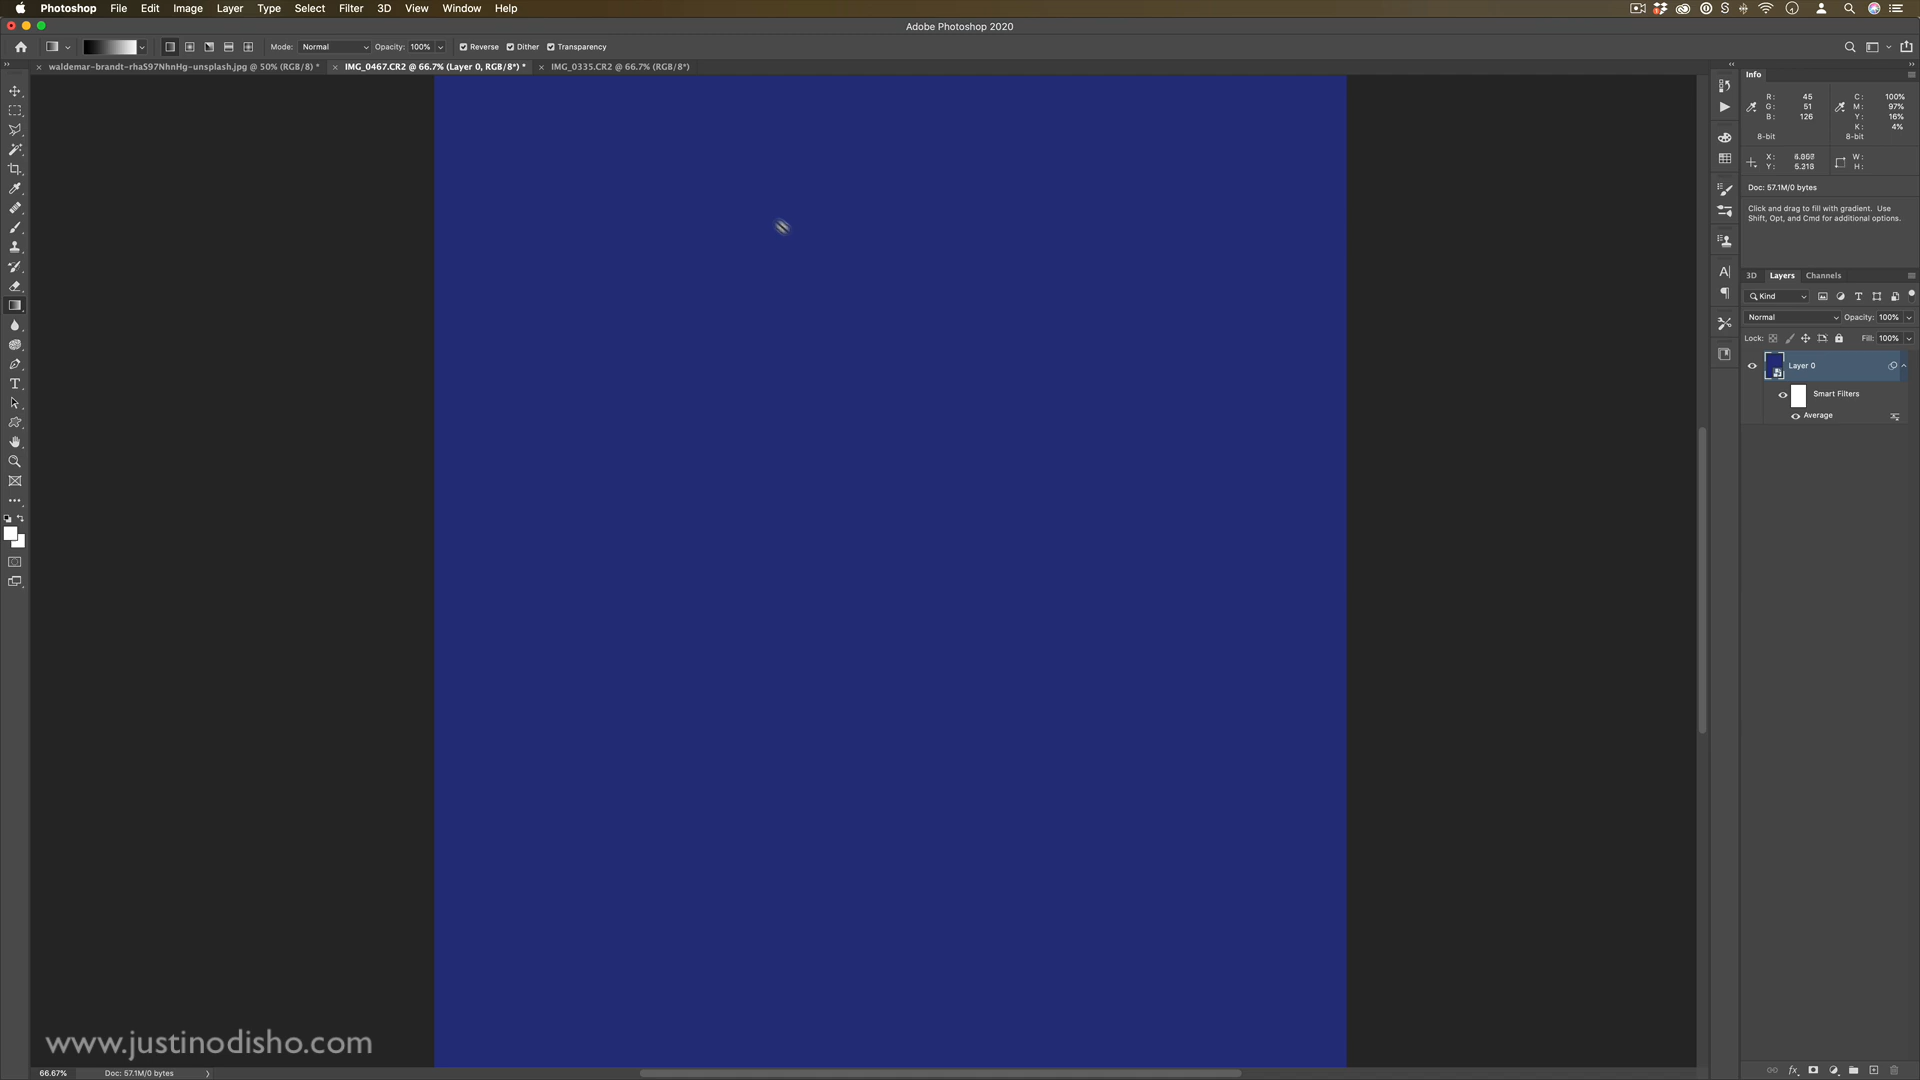 Photoshop File Edit Image Layer Type Select Filter 3D View Window Help
Adobe Photoshop 2020
Mode: Normal Opacity: 100% Reverse Dither Transparency
waldemar-brandt-rhaS97NhnHg-unsplash.jpg @ 50% (RGB/8) * IMG_0467.CR2 @ 66.7% (Layer 0, RGB/8*) * IMG_0335.CR2 @ 66.7% (RGB/8*)
Info
R: 45 C: 100%
G: 51 M: 97%
B: 126 Y: 16%
K: 4%
8-bit 8-bit
X: W:
Y: H:
Doc: 57.1M/0 bytes
Click and drag to fill with gradient. Use
Shift, Opt, and Cmd for additional options.
3D Layers Channels
Kind
Normal Opacity: 100%
Lock: Fill: 100%
Layer 0
Smart Filters
Average
www.justinodisho.com
66.67% Doc: 57.1M/0 bytes